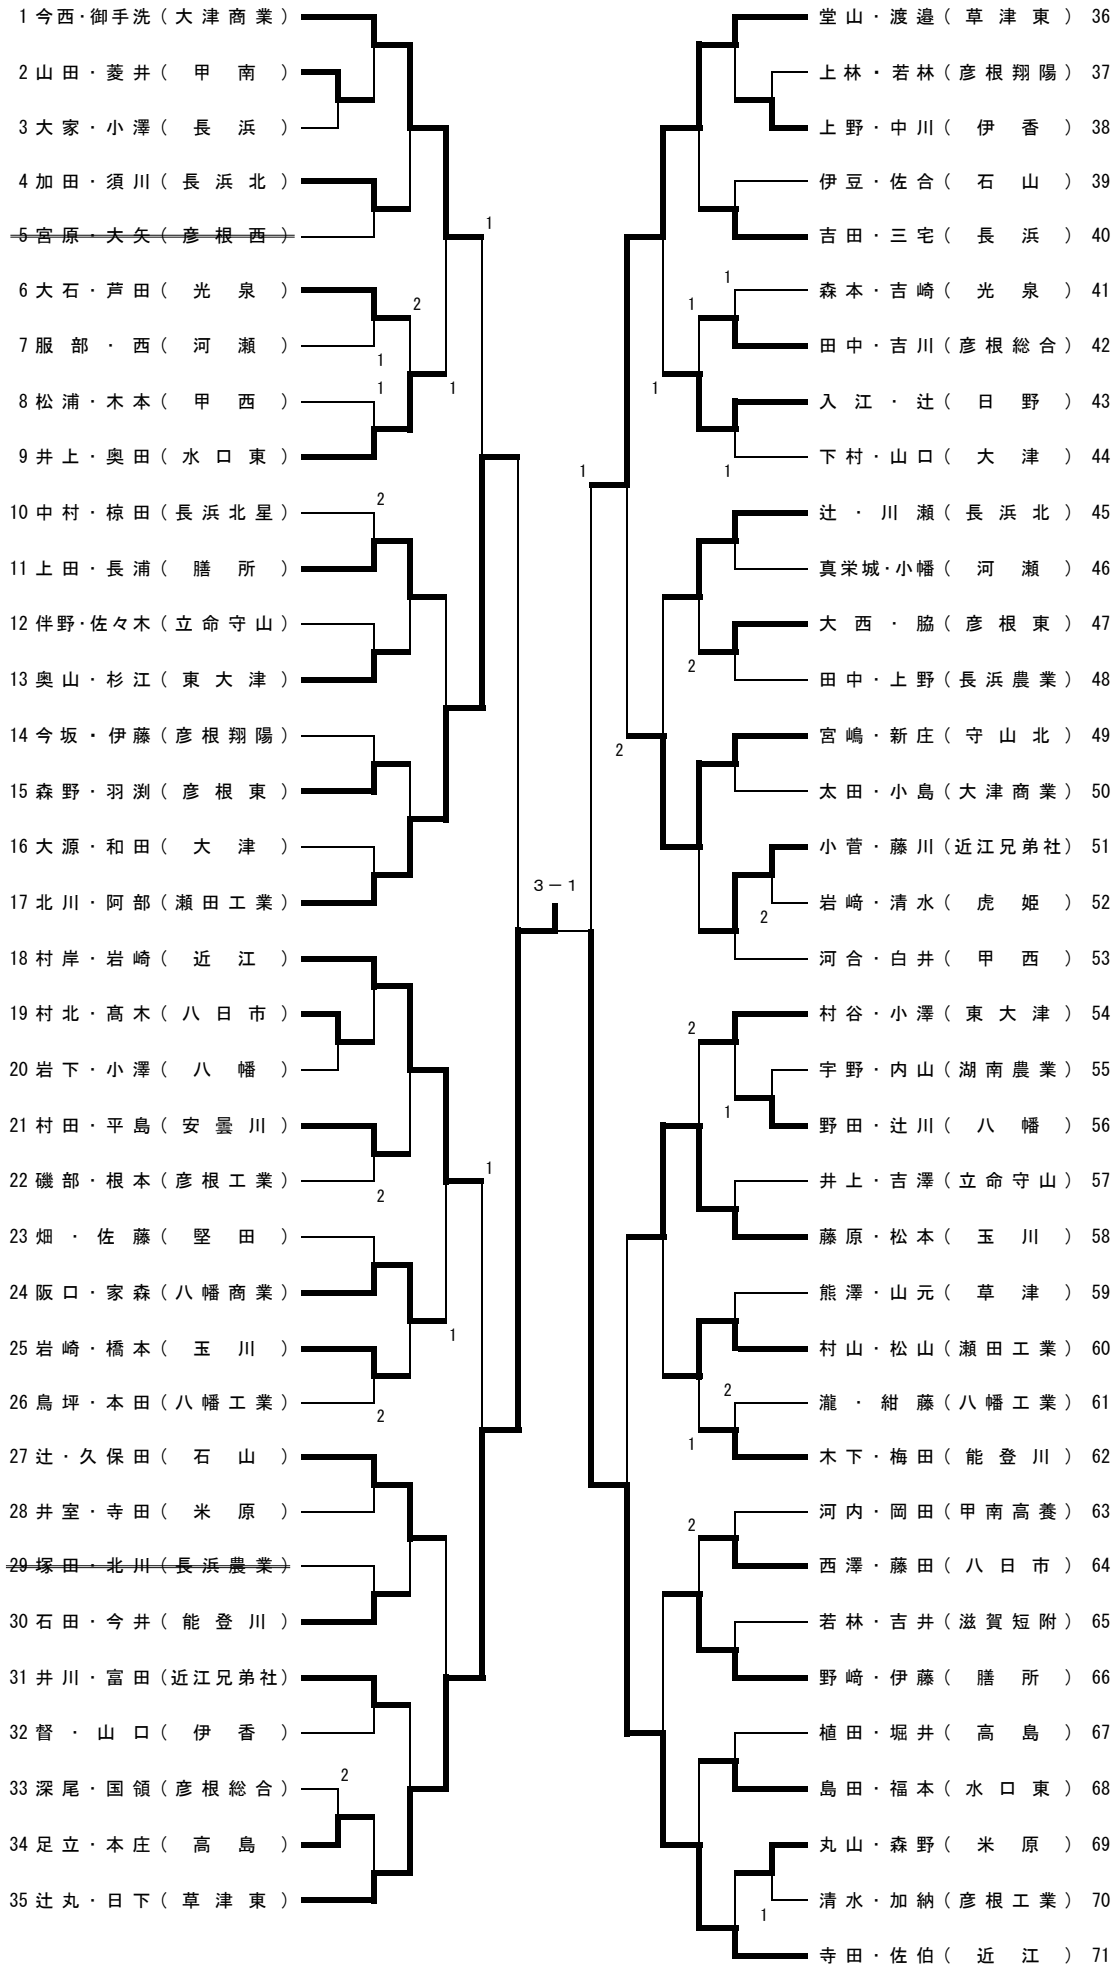 1 今西・御手洗（大津商業）
2 山田・菱井（甲南）
3 大家・小澤（長浜）
4 加田・須川（長浜北）
5 宮原・大矢（彦根西）
6 大石・芦田（光泉）
7 服部・西（河瀬）
8 松浦・木本（甲西）
9 井上・奥田（水口東）
10 中村・椋田（長浜北星）
11 上田・長浦（膳所）
12 伴野・佐々木（立命守山）
13 奥山・杉江（東大津）
14 今坂・伊藤（彦根翔陽）
15 森野・羽渕（彦根東）
16 大源・和田（大津）
17 北川・阿部（瀬田工業）
18 村岸・岩崎（近江）
19 村北・髙木（八日市）
20 岩下・小澤（八幡）
21 村田・平島（安曇川）
22 磯部・根本（彦根工業）
23 畑・佐藤（堅田）
24 阪口・家森（八幡商業）
25 岩崎・橋本（玉川）
26 鳥坪・本田（八幡工業）
27 辻・久保田（石山）
28 井室・寺田（米原）
29 塚田・北川（長浜農業）
30 石田・今井（能登川）
31 井川・富田（近江兄弟社）
32 督・山口（伊香）
33 深尾・国領（彦根総合）
34 足立・本庄（高島）
35 辻丸・日下（草津東）
1
2
1
1
1
2
2
1
1
2
2
3－1
堂山・渡邉（草津東） 36
上林・若林（彦根翔陽） 37
上野・中川（伊香） 38
伊豆・佐合（石山） 39
吉田・三宅（長浜） 40
森本・吉崎（光泉） 41
田中・吉川（彦根総合） 42
入江・辻（日野） 43
下村・山口（大津） 44
辻・川瀬（長浜北） 45
真栄城・小幡（河瀬） 46
大西・脇（彦根東） 47
田中・上野（長浜農業） 48
宮嶋・新庄（守山北） 49
太田・小島（大津商業） 50
小菅・藤川（近江兄弟社） 51
岩﨑・清水（虎姫） 52
河合・白井（甲西） 53
村谷・小澤（東大津） 54
宇野・内山（湖南農業） 55
野田・辻川（八幡） 56
井上・吉澤（立命守山） 57
藤原・松本（玉川） 58
熊澤・山元（草津） 59
村山・松山（瀬田工業） 60
瀧・紺藤（八幡工業） 61
木下・梅田（能登川） 62
河内・岡田（甲南高養） 63
西澤・藤田（八日市） 64
若林・吉井（滋賀短附） 65
野﨑・伊藤（膳所） 66
植田・堀井（高島） 67
島田・福本（水口東） 68
丸山・森野（米原） 69
清水・加納（彦根工業） 70
寺田・佐伯（近江） 71
1
1
1
1
1
2
2
2
2
1
2
1
2
1